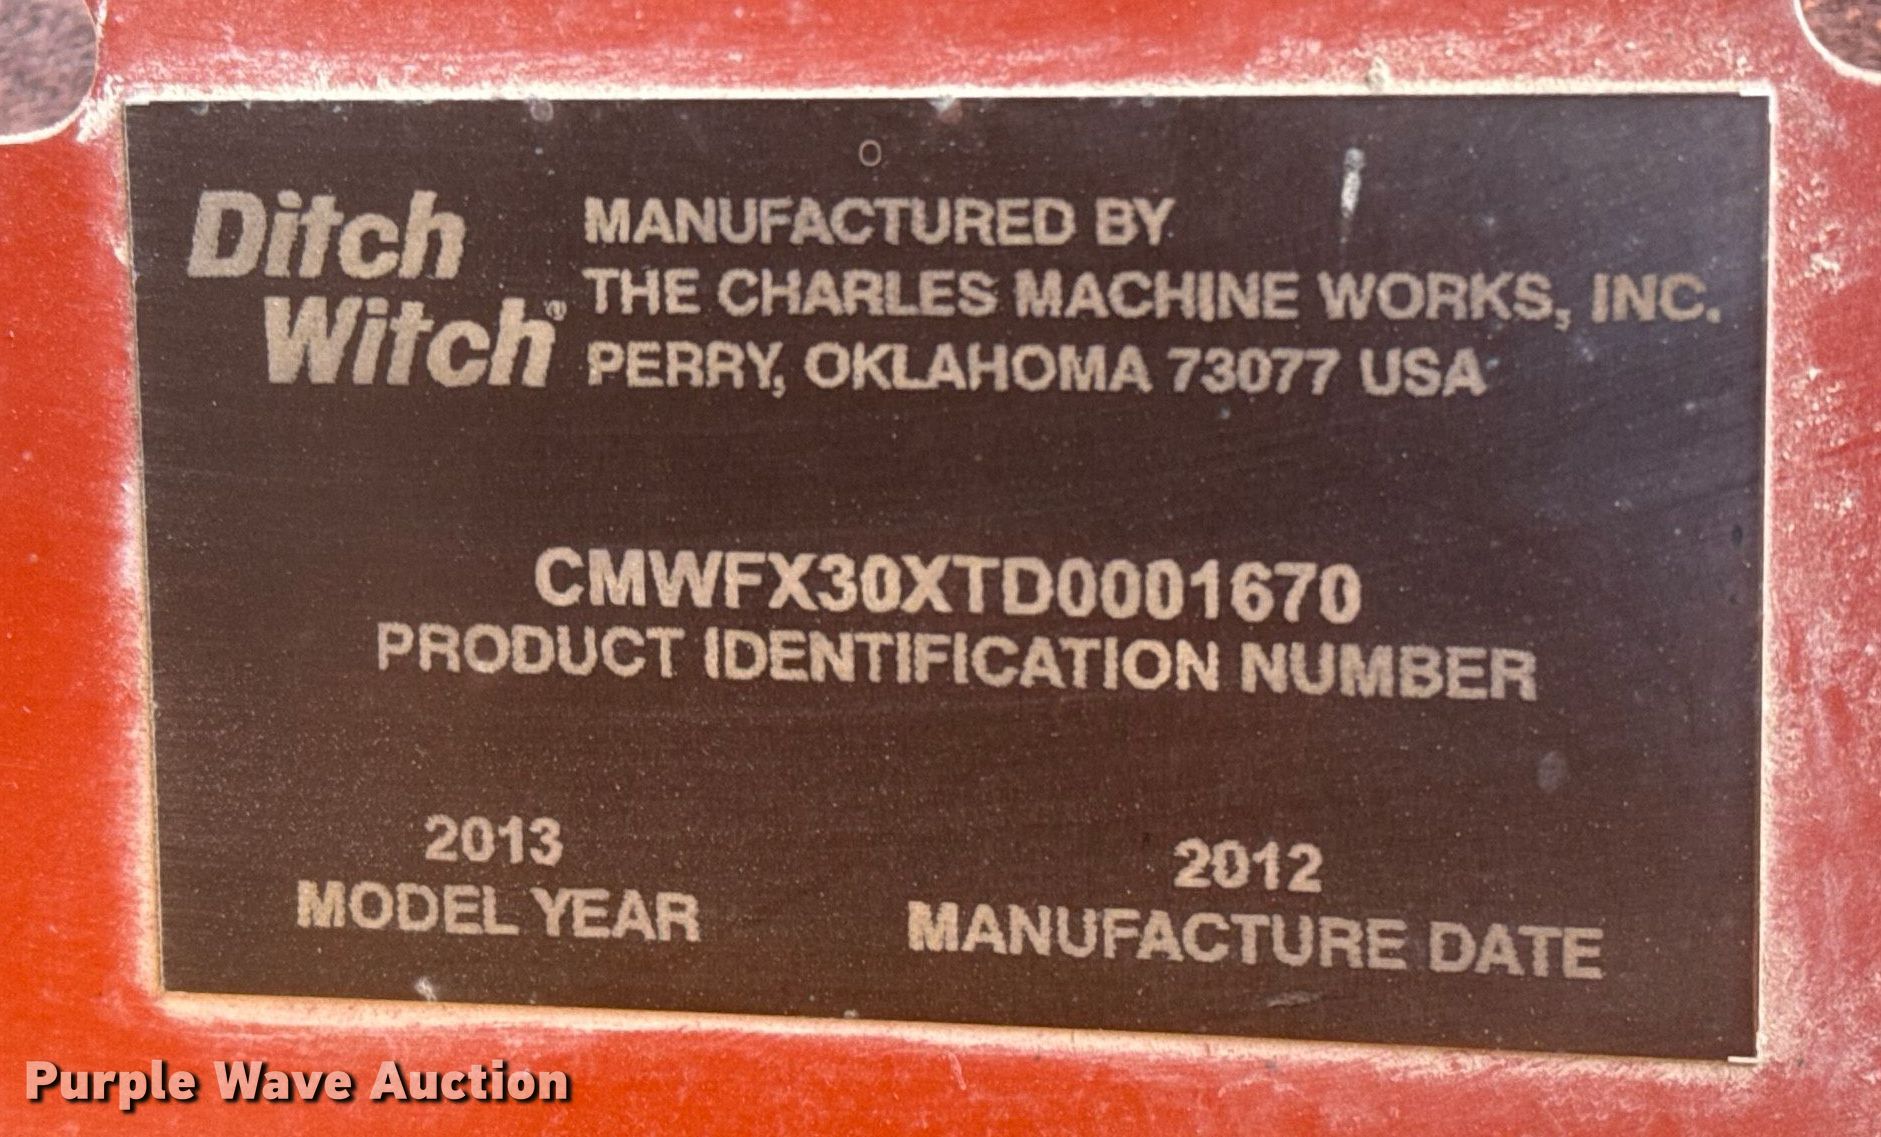 Ditch
Witch®
MANUFACTURED BY
THE CHARLES MACHINE WORKS, INC.
PERRY, OKLAHOMA 73077 USA
CMWFX30XTD0001670
PRODUCT IDENTIFICATION NUMBER
2013
MODEL YEAR
2012
MANUFACTURE DATE
Purple Wave Auction